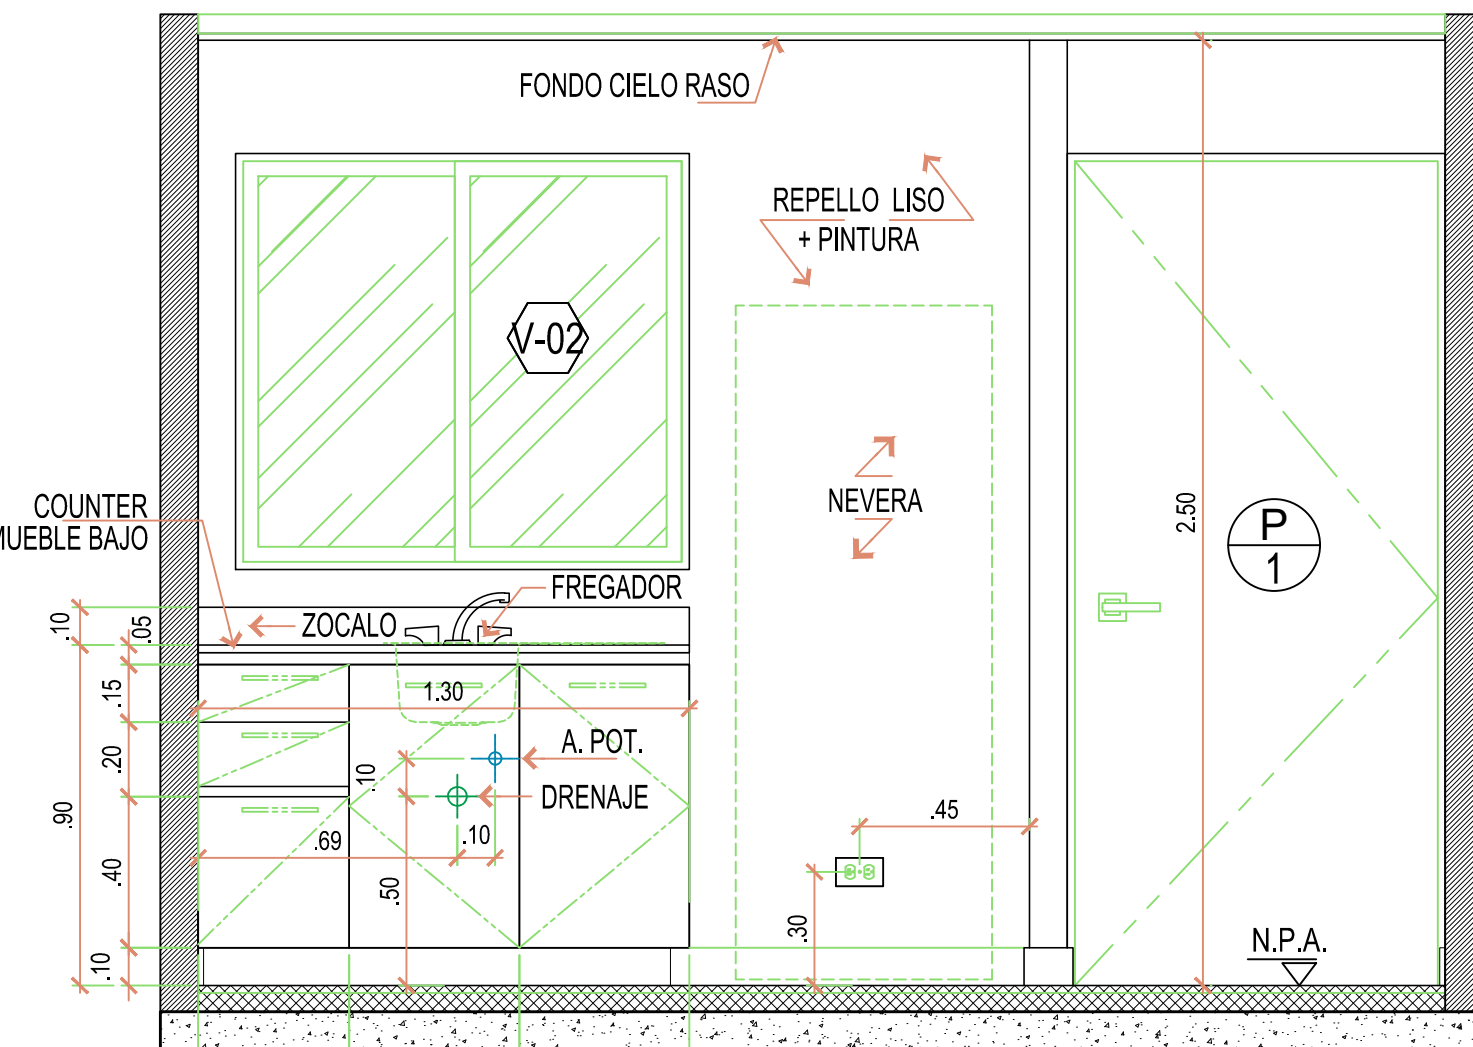 FONDO CIELO RASO
REPELLO LISO
+ PINTURA
V-02
NEVERA
2.50
P
1
COUNTER
MUEBLE BAJO
FREGADOR
ZOCALO
.10
.05
1.30
.15
A. POT.
.20
.10
DRENAJE
.90
.45
.69
.10
.40
.50
.30
N.P.A.
.10